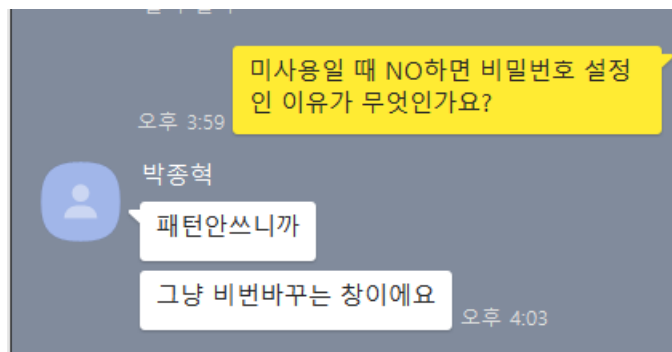 미사용일 때 NO하면 비밀번호 설정
인 이유가 무엇인가요?
오후 3:59
박종혁
패턴안쓰니까
그냥 비번바꾸는 창이에요
오후 4:03